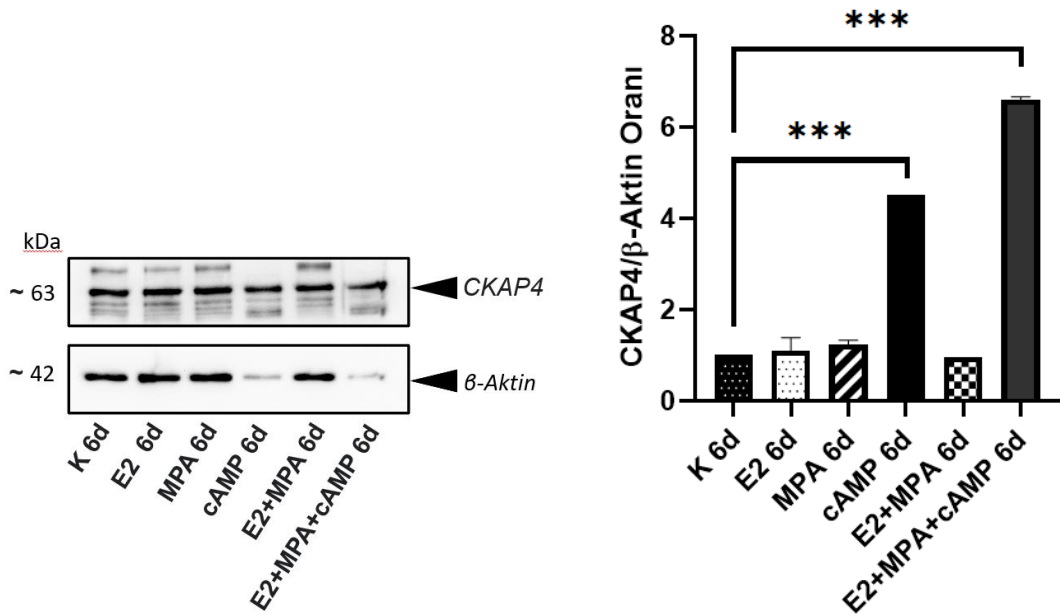 kDa
~ 63
CKAP4
~ 42
β-Aktin
K 6d
E2 6d
MPA 6d
cAMP 6d
E2+MPA 6d
E2+MPA+cAMP 6d
CKAP4/β-Aktin Oranı
8
6
4
2
0
***
***
K 6d
E2 6d
MPA 6d
cAMP 6d
E2+MPA 6d
E2+MPA+cAMP 6d